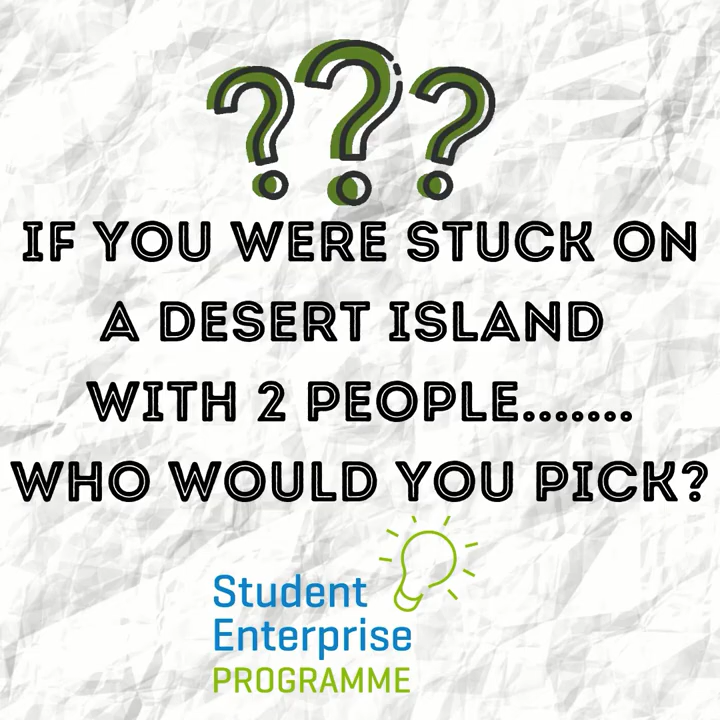 ???
IF YOU WERE STUCK ON
A DESERT ISLAND
WITH 2 PEOPLE.......
WHO WOULD YOU PICK?
Student
Enterprise
PROGRAMME